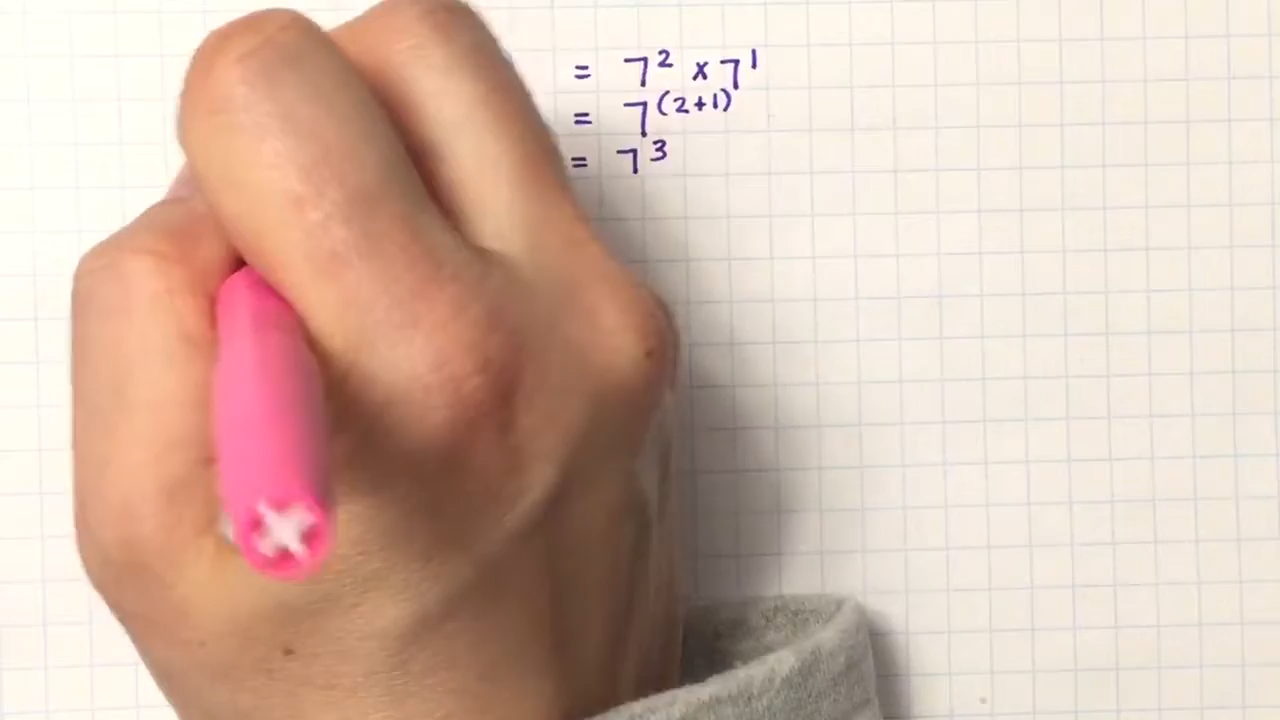 = 7² × 7¹
= 7⁽²⁺¹⁾
= 7³